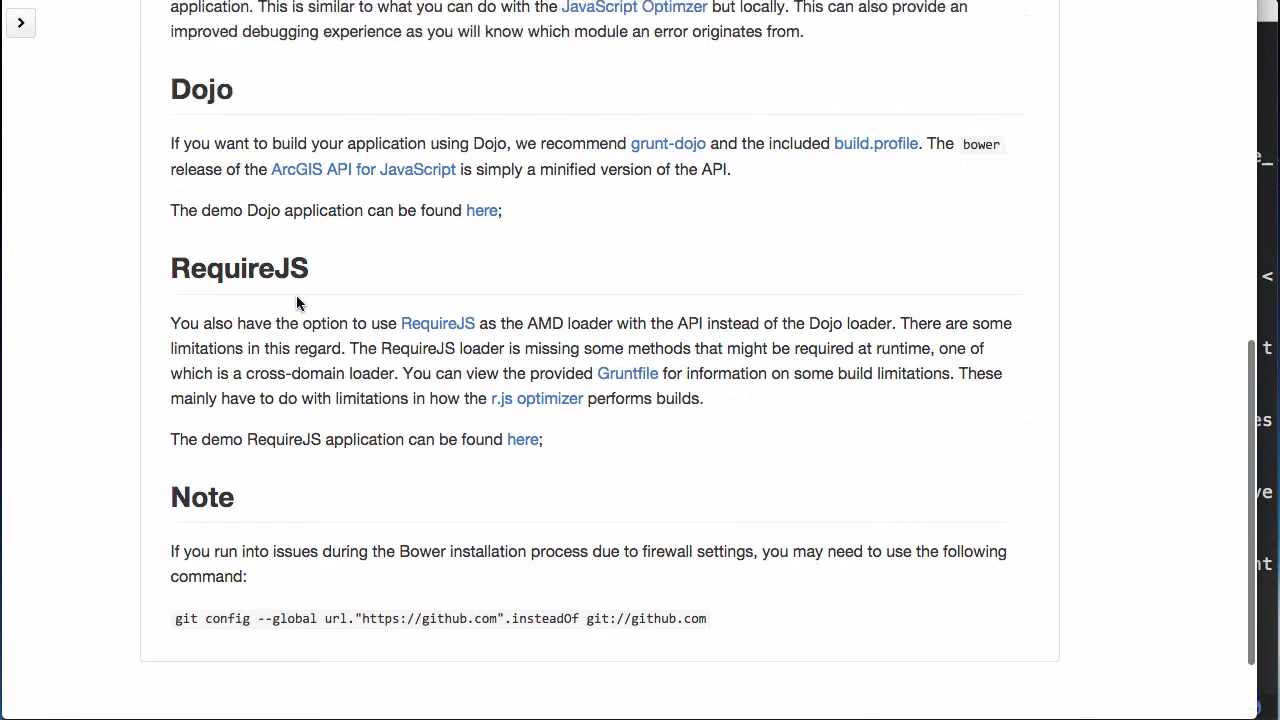 application. This is similar to what you can do with the JavaScript Optimzer but locally. This can also provide an
improved debugging experience as you will know which module an error originates from.
Dojo
If you want to build your application using Dojo, we recommend grunt-dojo and the included build.profile. The bower
release of the ArcGIS API for JavaScript is simply a minified version of the API.
The demo Dojo application can be found here;
RequireJS
You also have the option to use RequireJS as the AMD loader with the API instead of the Dojo loader. There are some
limitations in this regard. The RequireJS loader is missing some methods that might be required at runtime, one of
which is a cross-domain loader. You can view the provided Gruntfile for information on some build limitations. These
mainly have to do with limitations in how the r.js optimizer performs builds.
The demo RequireJS application can be found here;
Note
If you run into issues during the Bower installation process due to firewall settings, you may need to use the following
command:
git config --global url."https://github.com".insteadOf git://github.com